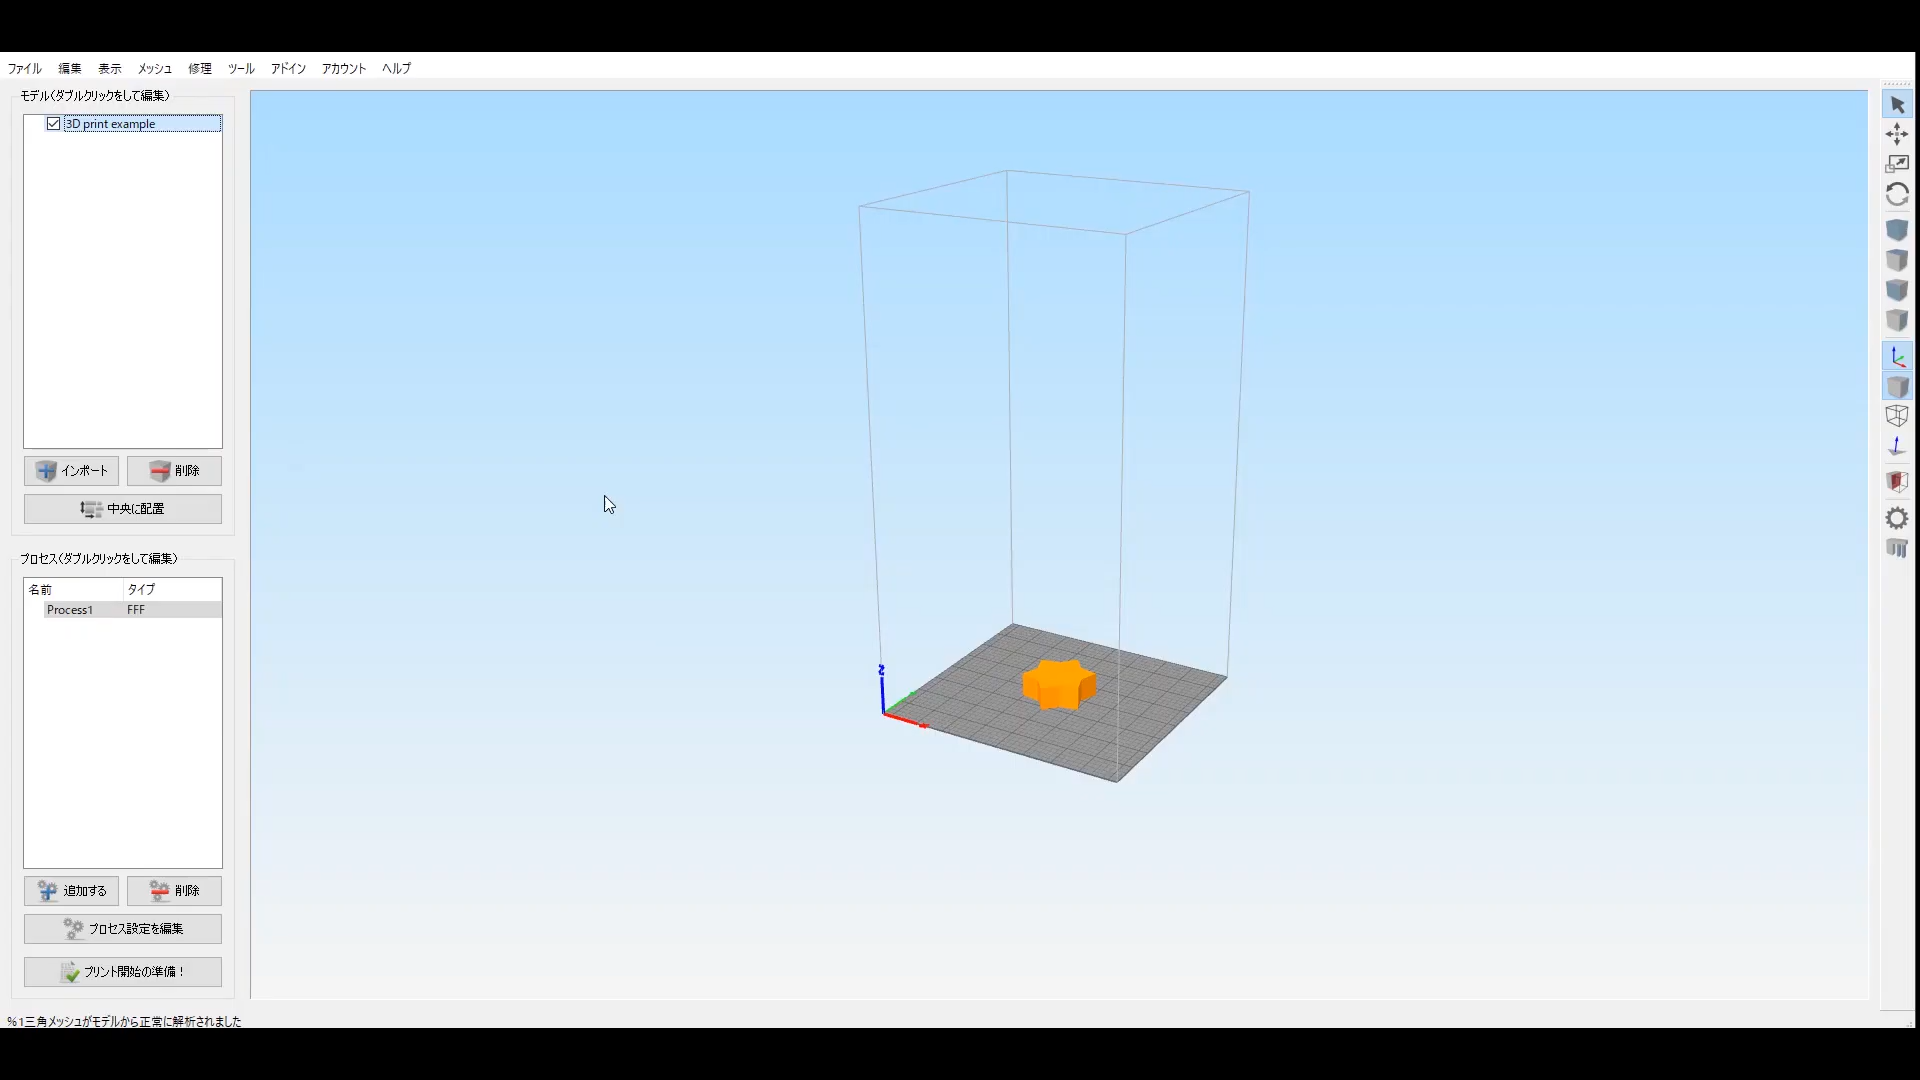 ファイル 編集 表示 メッシュ 修理 ツール アドイン アカウント ヘルプ
モデル(ダブルクリックをして編集)
3D print example
インポート 削除
中央に配置
プロセス(ダブルクリックをして編集)
名前 タイプ
Process1 FFF
追加する 削除
プロセス設定を編集
プリント開始の準備！
%1三角メッシュがモデルから正常に解析されました